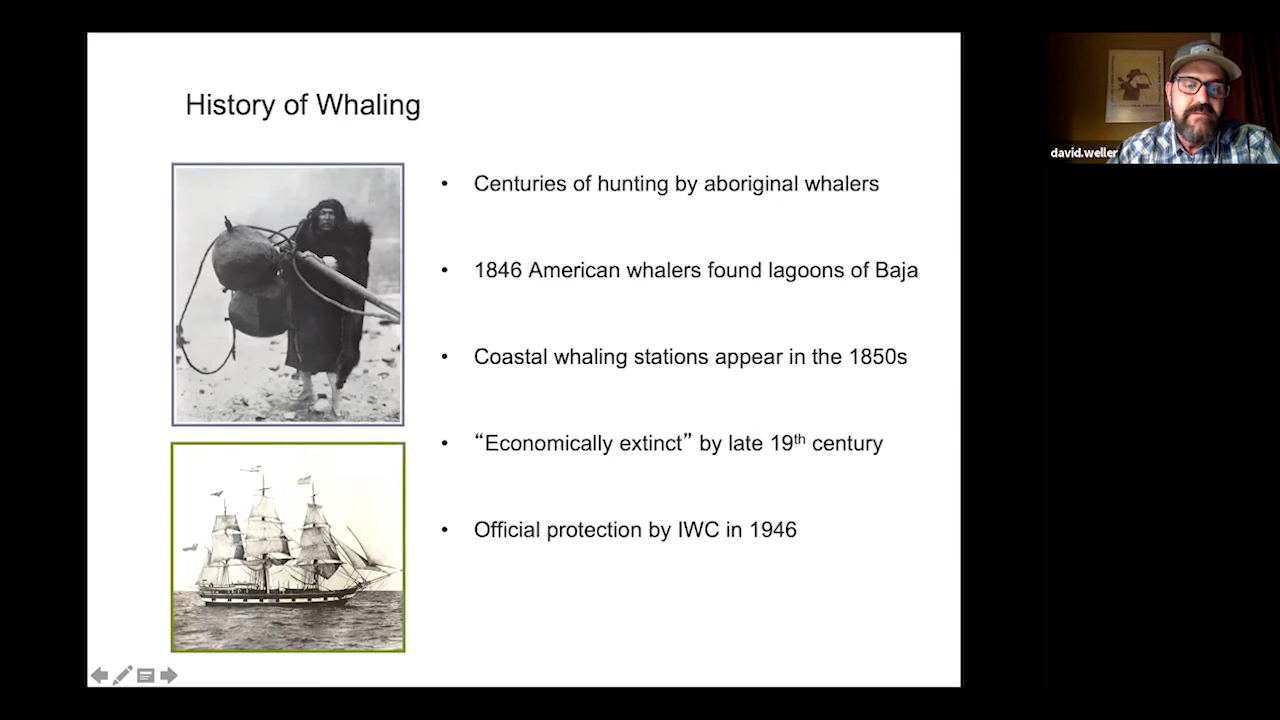 History of Whaling
• Centuries of hunting by aboriginal whalers
• 1846 American whalers found lagoons of Baja
• Coastal whaling stations appear in the 1850s
• “Economically extinct” by late 19th century
• Official protection by IWC in 1946
david.weller